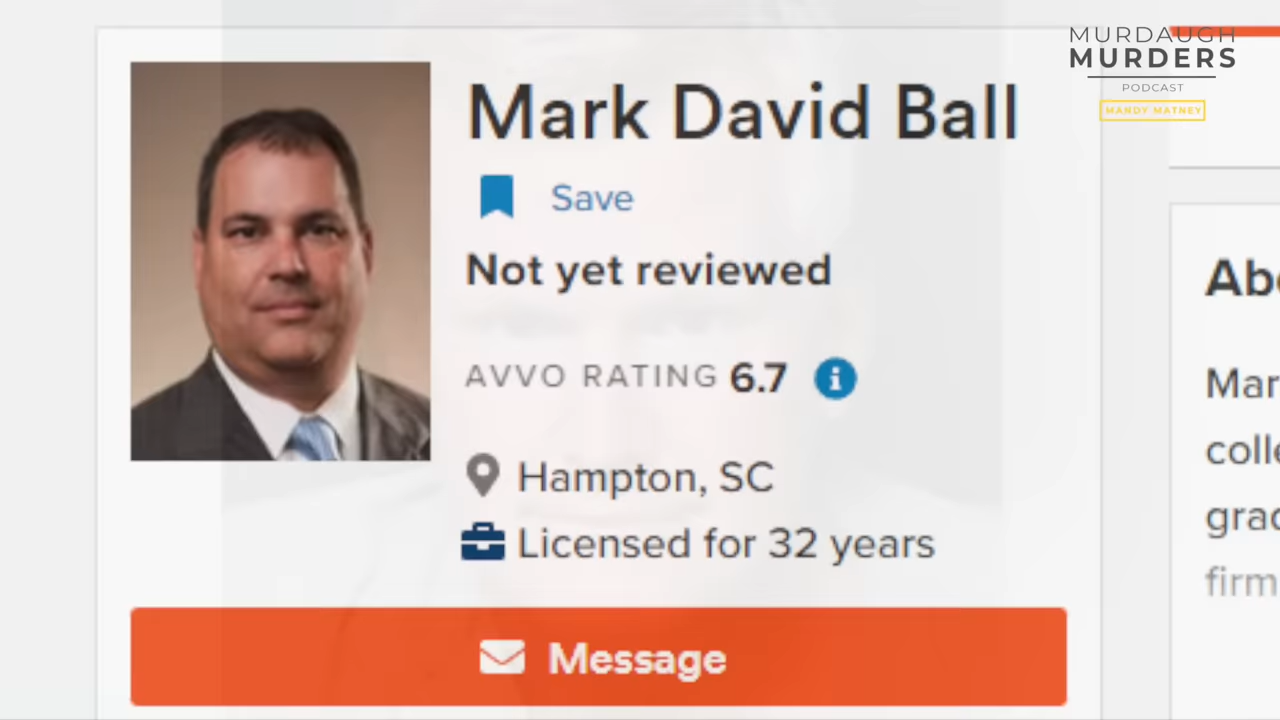 MURDAUGH
MURDERS
PODCAST
MANDY MATNEY
Mark David Ball
Save
Not yet reviewed
AVVO RATING 6.7
Hampton, SC
Licensed for 32 years
Message